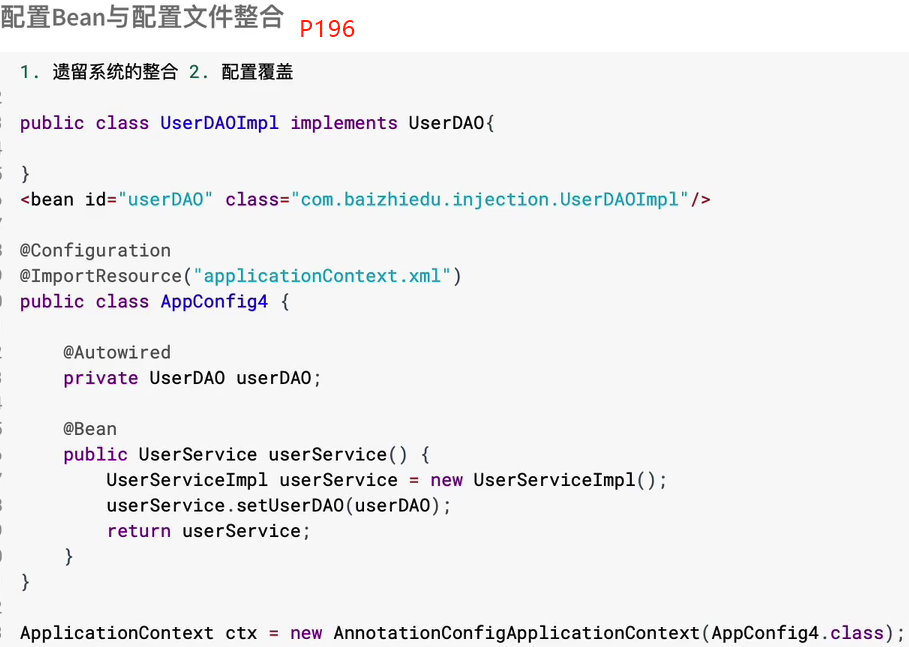 配置Bean与配置文件整合
P196
1. 遗留系统的整合 2. 配置覆盖
public class UserDAOImpl implements UserDAO{
}
<bean id="userDAO" class="com.baizhiedu.injection.UserDAOImpl"/>
@Configuration
@ImportResource("applicationContext.xml")
public class AppConfig4 {
@Autowired
private UserDAO userDAO;
@Bean
public UserService userService() {
UserServiceImpl userService = new UserServiceImpl();
userService.setUserDAO(userDAO);
return userService;
}
}
ApplicationContext ctx = new AnnotationConfigApplicationContext(AppConfig4.class);